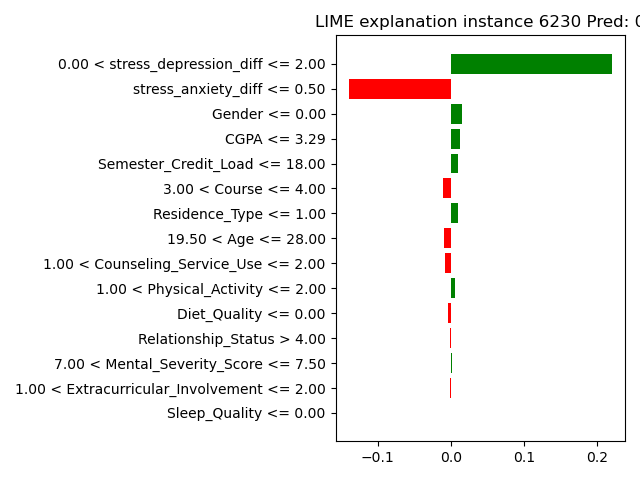 LIME explanation instance 6230 Pred: 0
0.00 < stress_depression_diff <= 2.00
stress_anxiety_diff <= 0.50
Gender <= 0.00
CGPA <= 3.29
Semester_Credit_Load <= 18.00
3.00 < Course <= 4.00
Residence_Type <= 1.00
19.50 < Age <= 28.00
1.00 < Counseling_Service_Use <= 2.00
1.00 < Physical_Activity <= 2.00
Diet_Quality <= 0.00
Relationship_Status > 4.00
7.00 < Mental_Severity_Score <= 7.50
1.00 < Extracurricular_Involvement <= 2.00
Sleep_Quality <= 0.00
−0.1 0.0 0.1 0.2